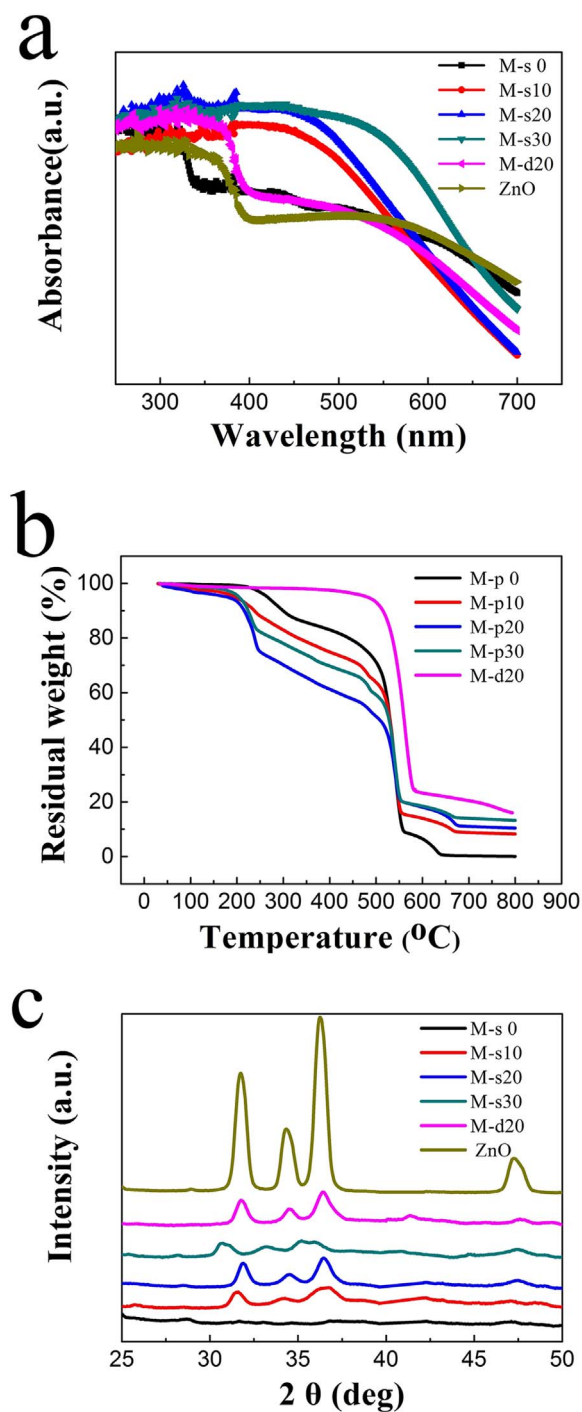 a
Absorbance(a.u.)
M-s 0
M-s10
M-s20
M-s30
M-d20
ZnO
300 400 500 600 700
Wavelength (nm)
b
Residual weight (%)
100
80
60
40
20
0
M-p 0
M-p10
M-p20
M-p30
M-d20
0 100 200 300 400 500 600 700 800 900
Temperature (ºC)
c
Intensity (a.u.)
M-s 0
M-s10
M-s20
M-s30
M-d20
ZnO
25 30 35 40 45 50
2 θ (deg)